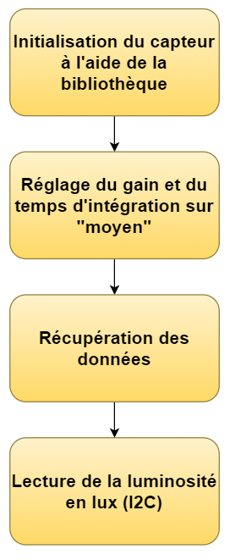 Initialisation du capteur
à l'aide de la
bibliothèque
Réglage du gain et du
temps d'intégration sur
"moyen"
Récupération des
données
Lecture de la luminosité
en lux (I2C)